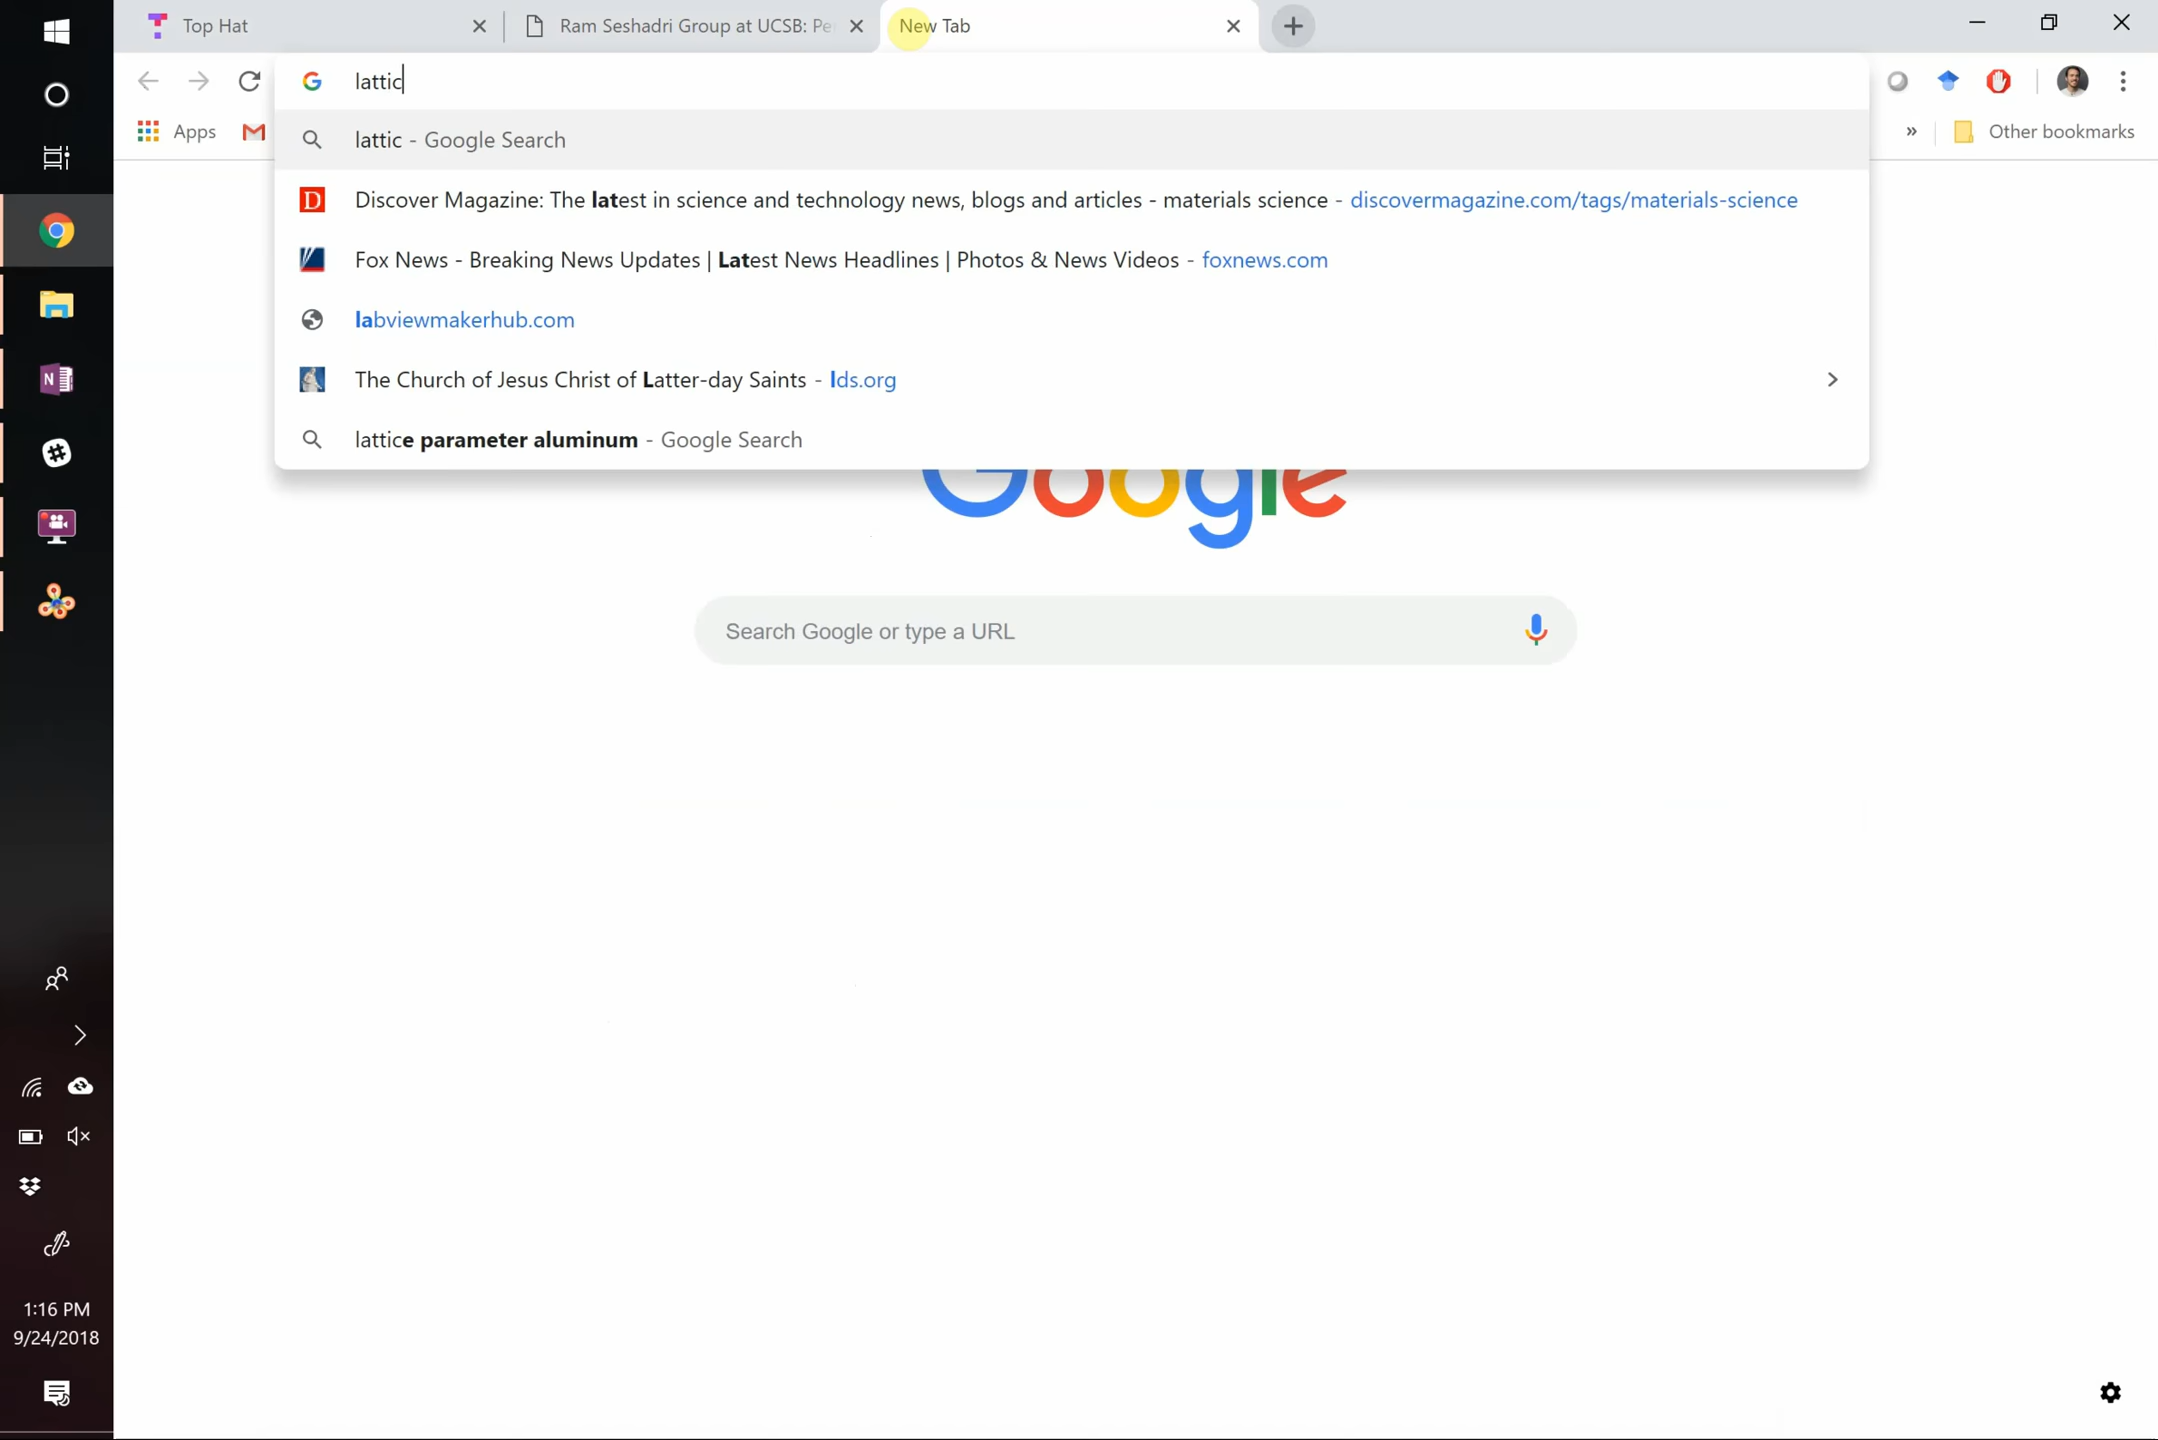 Top Hat
Ram Seshadri Group at UCSB: Pe
New Tab
lattic
Apps
Other bookmarks
lattic - Google Search
Discover Magazine: The latest in science and technology news, blogs and articles - materials science - discovermagazine.com/tags/materials-science
Fox News - Breaking News Updates | Latest News Headlines | Photos & News Videos - foxnews.com
labviewmakerhub.com
The Church of Jesus Christ of Latter-day Saints - lds.org
lattice parameter aluminum - Google Search
Google
Search Google or type a URL
1:16 PM
9/24/2018